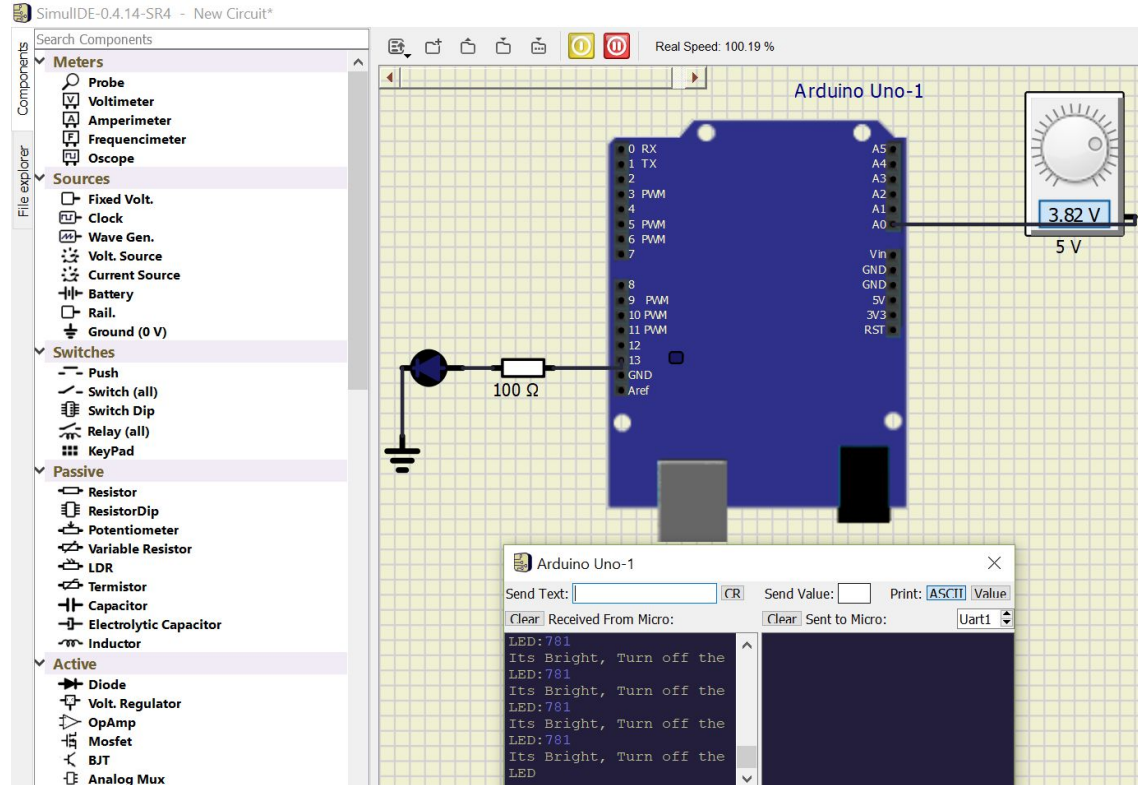 SimulIDE-0.4.14-SR4 - New Circuit*
Components
File explorer
Search Components
Meters
Probe
Voltimeter
Amperimeter
Frequencimeter
Oscope
Sources
Fixed Volt.
Clock
Wave Gen.
Volt. Source
Current Source
Battery
Rail.
Ground (0 V)
Switches
Push
Switch (all)
Switch Dip
Relay (all)
KeyPad
Passive
Resistor
ResistorDip
Potentiometer
Variable Resistor
LDR
Termistor
Capacitor
Electrolytic Capacitor
Inductor
Active
Diode
Volt. Regulator
OpAmp
Mosfet
BJT
Analog Mux
Real Speed: 100.19 %
Arduino Uno-1
0 RX
1 TX
2
3 PWM
4
5 PWM
6 PWM
7
8
9 PWM
10 PWM
11 PWM
12
13
GND
Aref
A5
A4
A3
A2
A1
A0
Vin
GND
GND
5V
3V3
RST
3.82 V
5 V
100 Ω
Arduino Uno-1
Send Text: CR Send Value: Print: ASCII Value
Clear Received From Micro: Clear Sent to Micro: Uart1
LED:781
Its Bright, Turn off the
LED:781
Its Bright, Turn off the
LED:781
Its Bright, Turn off the
LED:781
Its Bright, Turn off the
LED